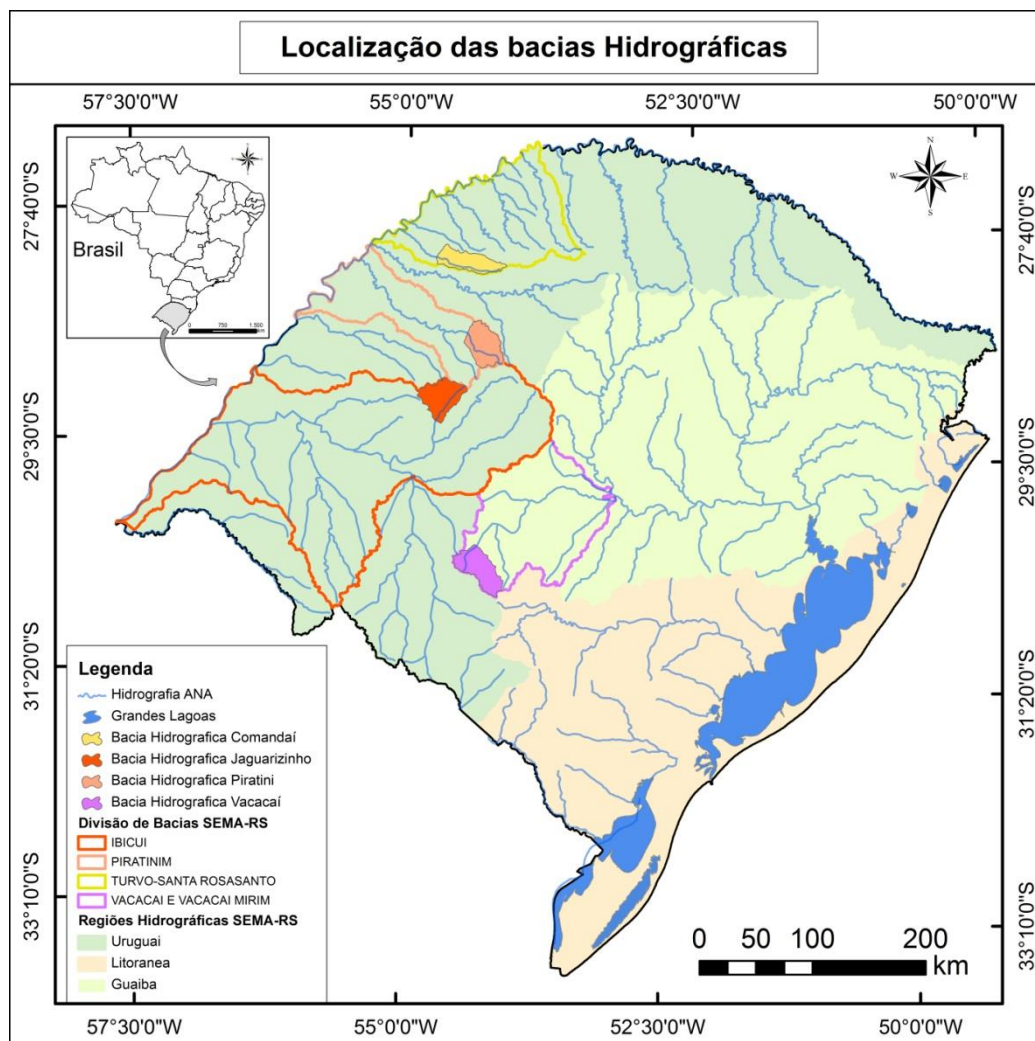 Localização das bacias Hidrográficas
57°30'0"W 55°0'0"W 52°30'0"W 50°0'0"W
27°40'0"S
29°30'0"S
31°20'0"S
33°10'0"S
27°40'0"S
29°30'0"S
31°20'0"S
33°10'0"S
Brasil
0 750 1.500
km
N
W E
S
Legenda
Hidrografia ANA
Grandes Lagoas
Bacia Hidrografica Comandaí
Bacia Hidrografica Jaguarizinho
Bacia Hidrografica Piratini
Bacia Hidrografica Vacacaí
Divisão de Bacias SEMA-RS
IBICUI
PIRATINIM
TURVO-SANTA ROSASANTO
VACACAI E VACACAI MIRIM
Regiões Hidrográficas SEMA-RS
Uruguai
Litoranea
Guaiba
0 50 100 200
km
57°30'0"W 55°0'0"W 52°30'0"W 50°0'0"W